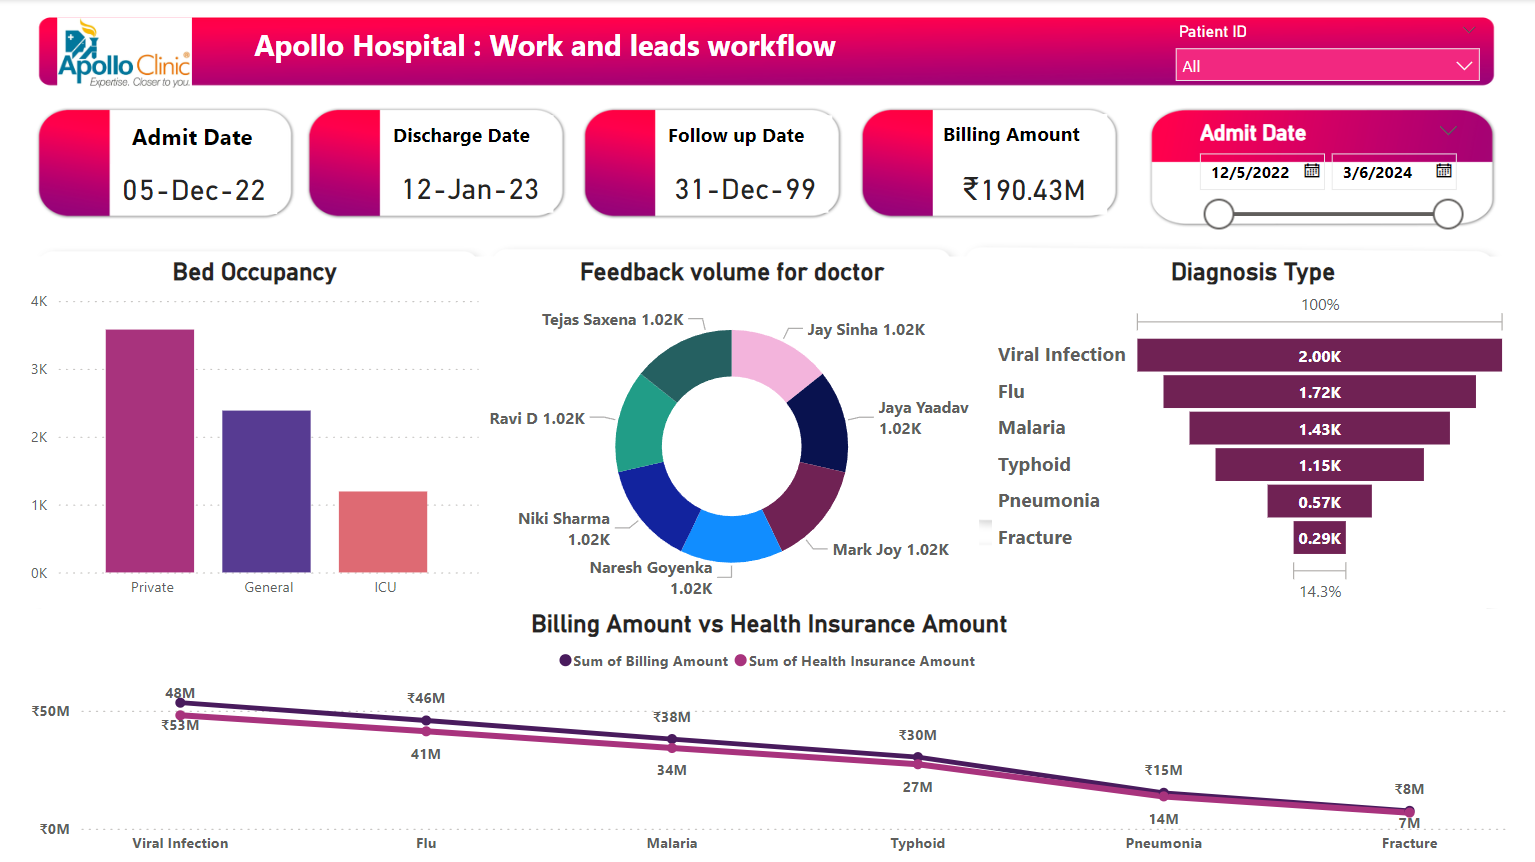 Apollo Clinic®
Expertise. Closer to you.
Apollo Hospital : Work and leads workflow
Patient ID
All
Admit Date
05-Dec-22
Discharge Date
12-Jan-23
Follow up Date
31-Dec-99
Billing Amount
₹190.43M
Admit Date
12/5/2022
3/6/2024
Bed Occupancy
4K
3K
2K
1K
0K
Private
General
ICU
Feedback volume for doctor
Tejas Saxena 1.02K
Jay Sinha 1.02K
Ravi D 1.02K
Jaya Yaadav
1.02K
Niki Sharma
1.02K
Mark Joy 1.02K
Naresh Goyenka
1.02K
Diagnosis Type
100%
Viral Infection 2.00K
Flu 1.72K
Malaria 1.43K
Typhoid 1.15K
Pneumonia 0.57K
Fracture 0.29K
14.3%
Billing Amount vs Health Insurance Amount
Sum of Billing Amount Sum of Health Insurance Amount
₹50M
₹0M
48M
₹53M
₹46M
41M
₹38M
34M
₹30M
27M
₹15M
14M
₹8M
7M
Viral Infection
Flu
Malaria
Typhoid
Pneumonia
Fracture